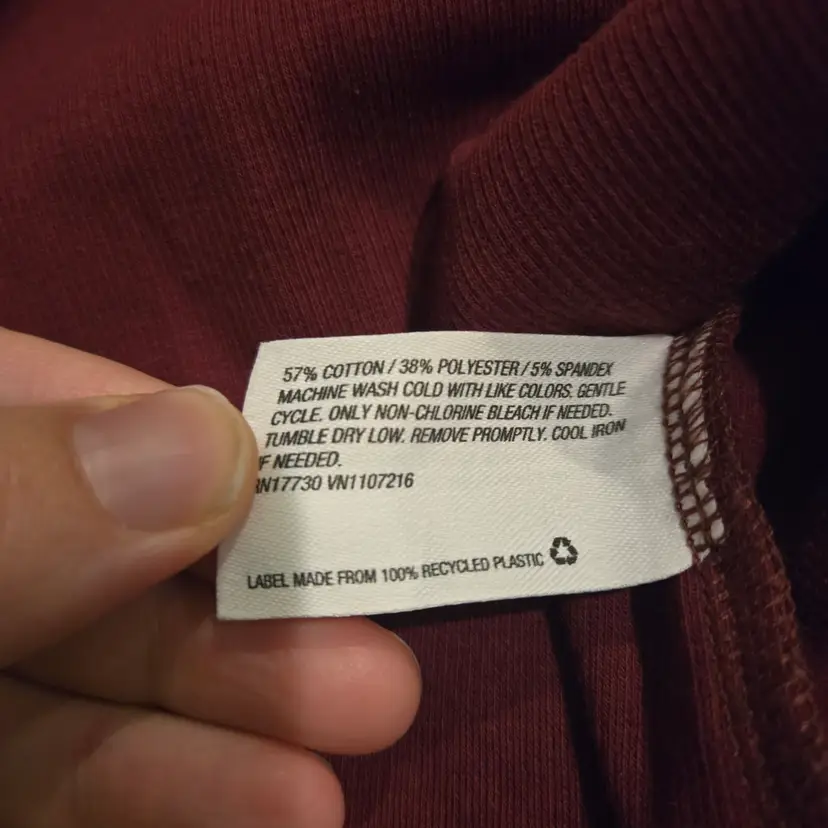 57% COTTON / 38% POLYESTER / 5% SPANDEX
MACHINE WASH COLD WITH LIKE COLORS. GENTLE
CYCLE. ONLY NON-CHLORINE BLEACH IF NEEDED.
TUMBLE DRY LOW. REMOVE PROMPTLY. COOL IRON
IF NEEDED.
RN17730 VN1107216
LABEL MADE FROM 100% RECYCLED PLASTIC